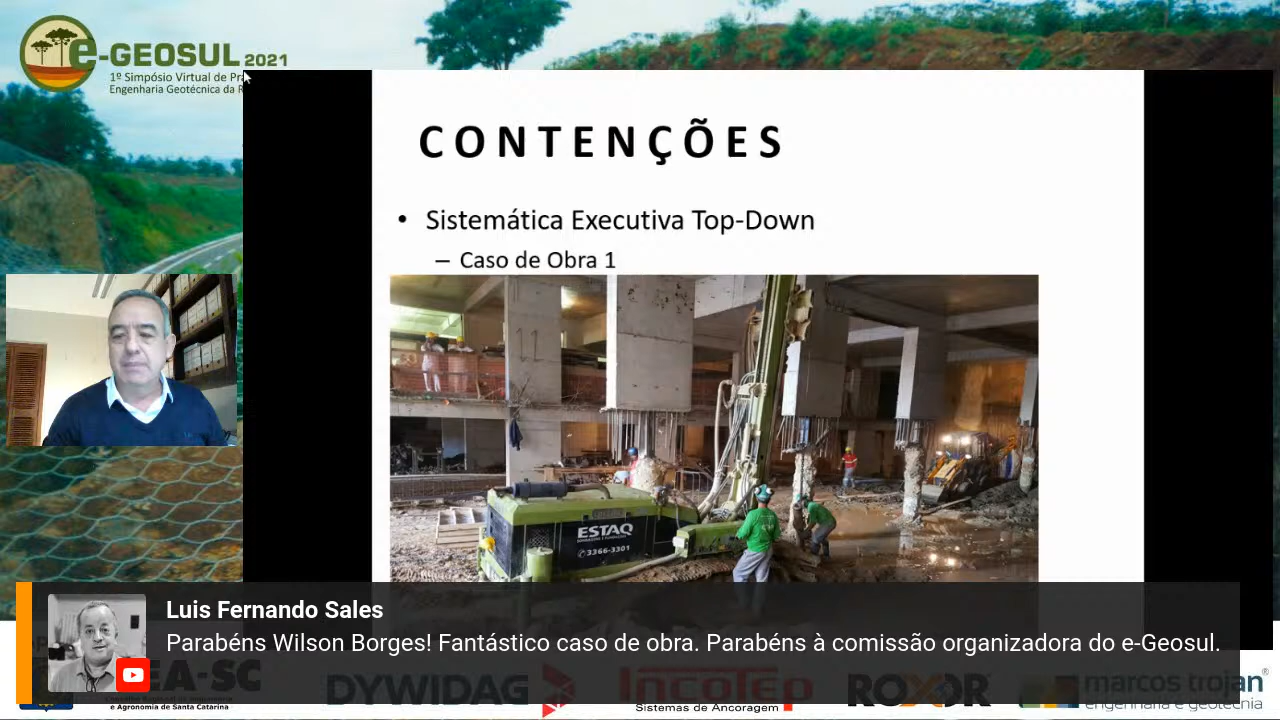 e-GEOSUL 2021
1º Simpósio Virtual de
Engenharia Geotécnica da
CONTENÇÕES
• Sistemática Executiva Top-Down
– Caso de Obra 1
11
ESTAQ
3366-3301
Luis Fernando Sales
Parabéns Wilson Borges! Fantástico caso de obra. Parabéns à comissão organizadora do e-Geosul.
EA-SC
e Agronomia de Santa Catarina
DYWIDAG
INCOTEP
Sistemas de Ancoragem
ROXOR
marcos trojan®
engenharia e geotecnia